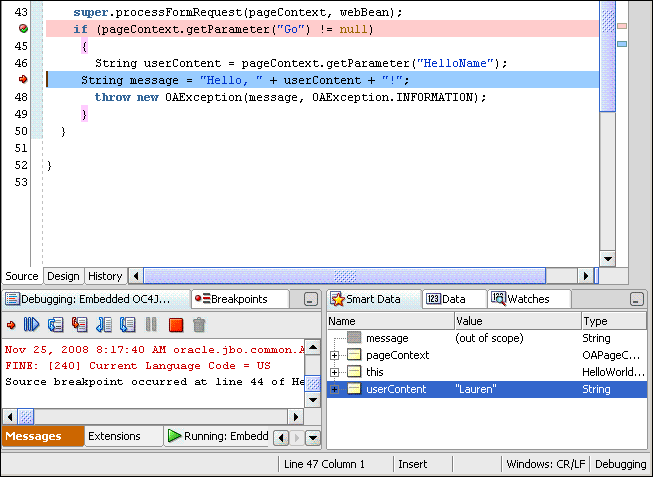 43 super.processFormRequest(pageContext, webBean);
if (pageContext.getParameter("Go") != null)
45 {
46 String userContent = pageContext.getParameter("HelloName");
String message = "Hello, " + userContent + "!";
48 throw new OAException(message, OAException.INFORMATION);
49 }
50 }
51
52 }
53
Source Design History
Debugging: Embedded OC4J... Breakpoints
Nov 25, 2008 8:17:40 AM oracle.jbo.common.
FINE: [240] Current Language Code = US
Source breakpoint occurred at line 44 of He
Messages Extensions Running: Embedd
Smart Data Data Watches
Name Value Type
message (out of scope) String
pageContext OAPageC...
this HelloWorld...
userContent "Lauren" String
Line 47 Column 1 Insert Windows: CR/LF Debugging